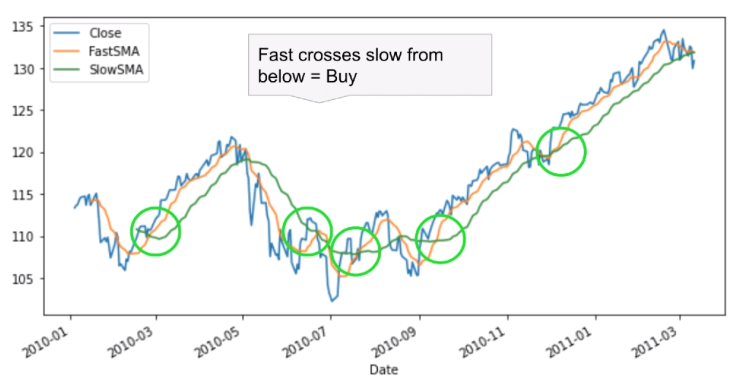 135
130
125
120
115
110
105
Close
FastSMA
SlowSMA
Fast crosses slow from
below = Buy
2010-01
2010-03
2010-05
2010-07
2010-09
2010-11
2011-01
2011-03
Date